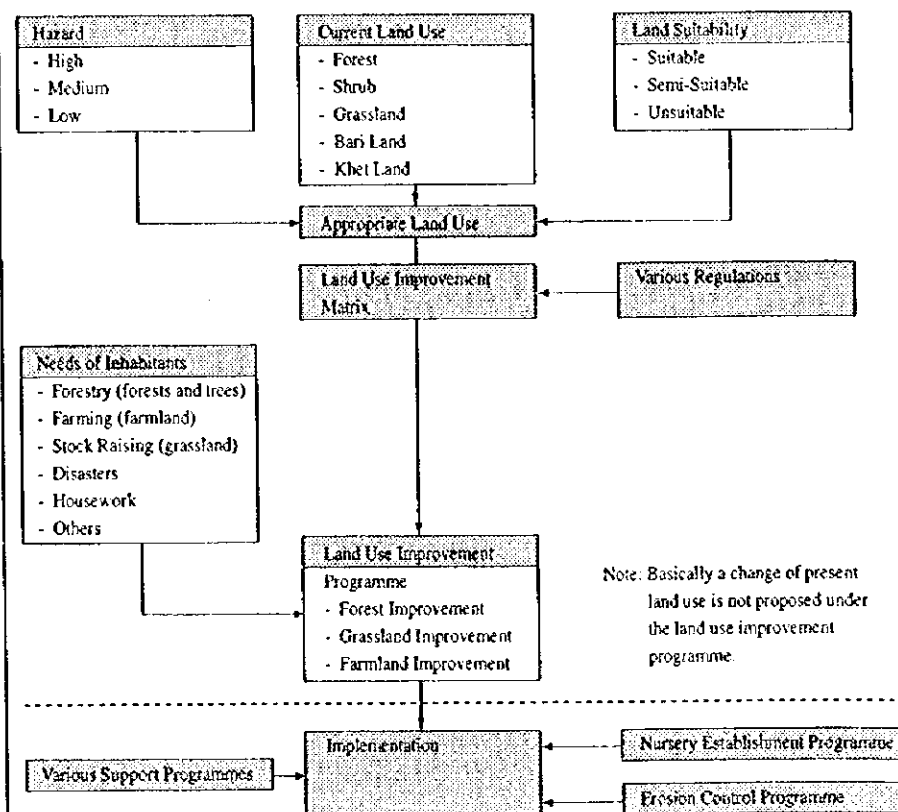 Hazard
- High
- Medium
- Low
Current Land Use
- Forest
- Shrub
- Grassland
- Bari Land
- Khet Land
Land Suitability
- Suitable
- Semi-Suitable
- Unsuitable
Appropriate Land Use
Land Use Improvement
Matrix
Various Regulations
Needs of Inhabitants
- Forestry (forests and trees)
- Farming (farmland)
- Stock Raising (grassland)
- Disasters
- Housework
- Others
Land Use Improvement
Programme
- Forest Improvement
- Grassland Improvement
- Farmland Improvement
Note: Basically a change of present
land use is not proposed under
the land use improvement
programme.
Implementation
Various Support Programmes
Nursery Establishment Programme
Erosion Control Programme